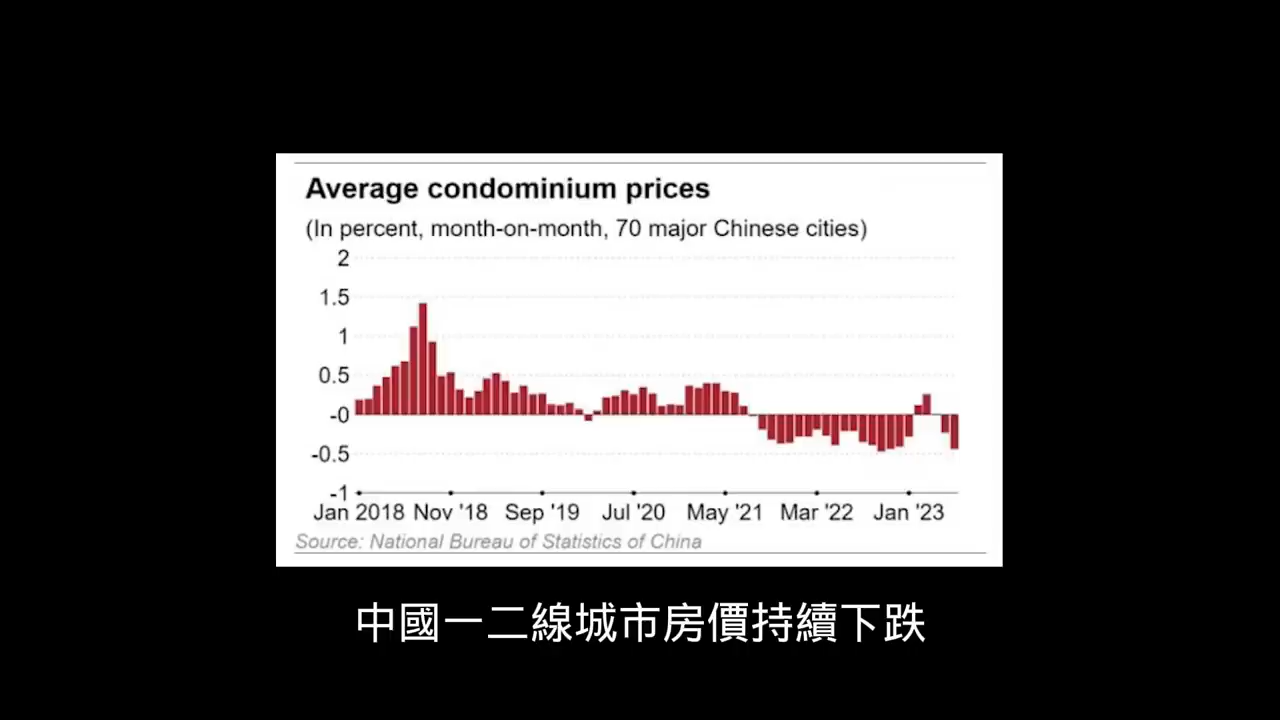 Average condominium prices
(In percent, month-on-month, 70 major Chinese cities)
2
1.5
1
0.5
-0
-0.5
-1
Jan 2018 Nov '18 Sep '19 Jul '20 May '21 Mar '22 Jan '23
Source: National Bureau of Statistics of China
中國一二線城市房價持續下跌